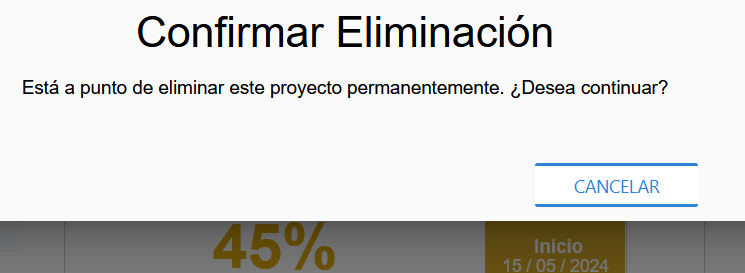 Confirmar Eliminación
Está a punto de eliminar este proyecto permanentemente. ¿Desea continuar?
CANCELAR
45%
Inicio
15 / 05 / 2024